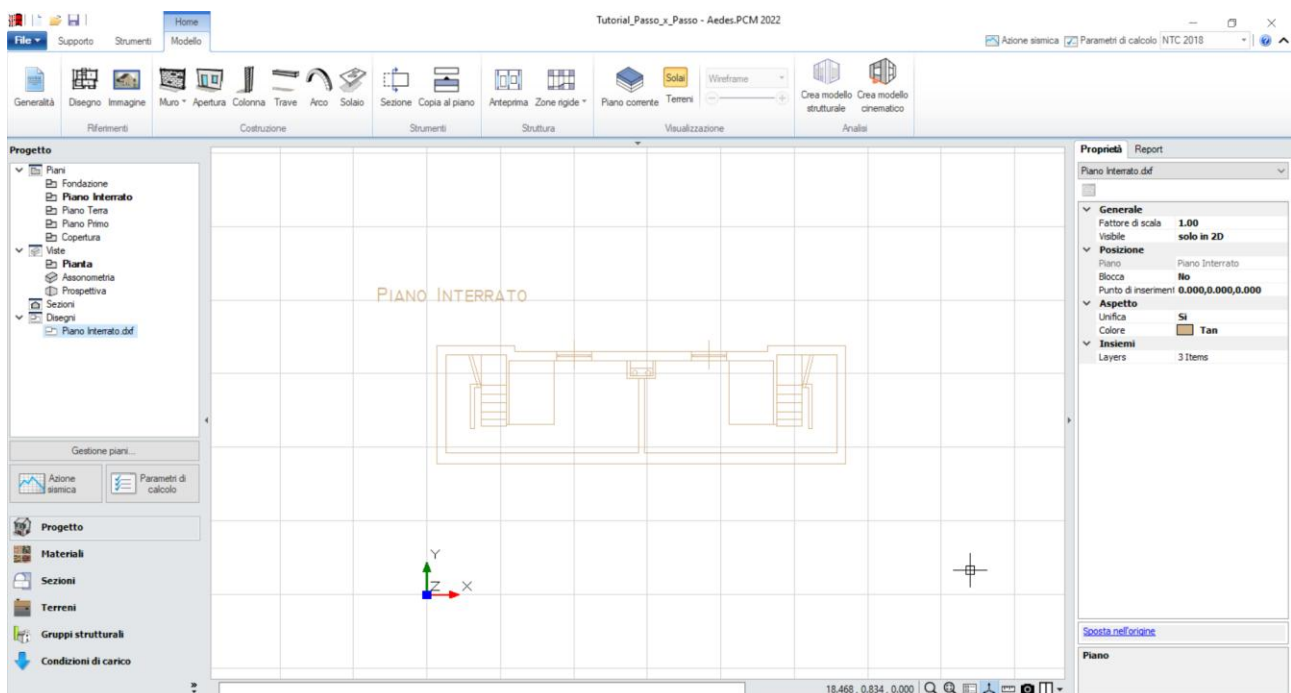 Tutorial_Passo_x_Passo - Aedes.PCM 2022
Home
File Supporto Strumenti Modello
Azione sismica Parametri di calcolo NTC 2018
Generalità Disegno Immagine Muro Apertura Colonna Trave Arco Solaio Sezione Copia al piano Anteprima Zone rigide Piano corrente Solai Terreni Wireframe Crea modello strutturale Crea modello cinematico
Riferimenti Costruzione Strumenti Struttura Visualizzazione Analisi
Progetto
Piani
Fondazione
Piano Interrato
Piano Terra
Piano Primo
Copertura
Viste
Pianta
Assonometria
Prospettiva
Sezioni
Disegni
Piano Interrato.dxf
Gestione piani...
Azione sismica
Parametri di calcolo
Progetto
Materiali
Sezioni
Terreni
Gruppi strutturali
Condizioni di carico
PIANO INTERRATO
Y
Z X
18.468 , 0.834 , 0.000
Proprietà Report
Piano Interrato.dxf
Generale
Fattore di scala 1.00
Visibile solo in 2D
Posizione
Piano Piano Interrato
Blocca No
Punto di inseriment 0.000,0.000,0.000
Aspetto
Unifica Sì
Colore Tan
Insiemi
Layers 3 Items
Sposta nell'origine
Piano